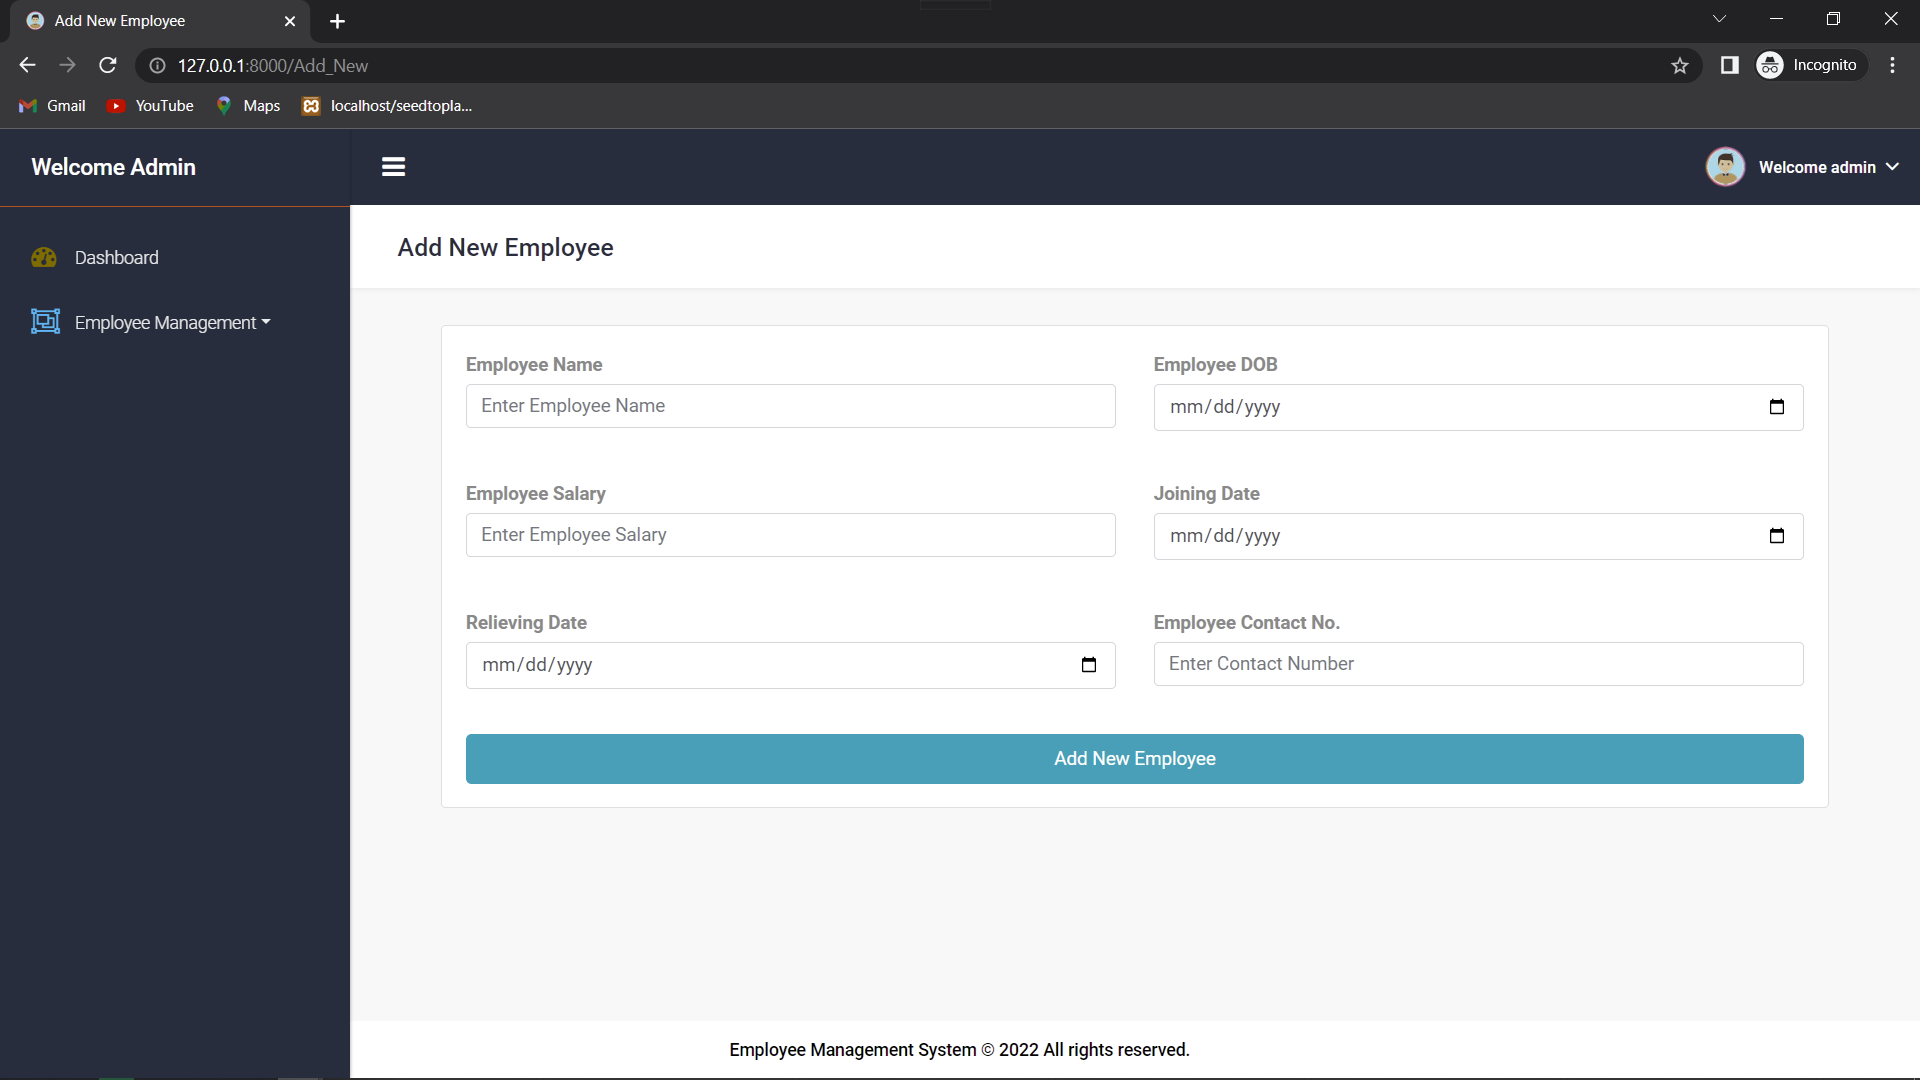 Add New Employee
127.0.0.1:8000/Add_New
Incognito
Gmail
YouTube
Maps
localhost/seedtopla...
Welcome Admin
Welcome admin
Dashboard
Employee Management
Add New Employee
Employee Name
Employee DOB
Enter Employee Name
mm/dd/yyyy
Employee Salary
Joining Date
Enter Employee Salary
mm/dd/yyyy
Relieving Date
Employee Contact No.
mm/dd/yyyy
Enter Contact Number
Add New Employee
Employee Management System © 2022 All rights reserved.